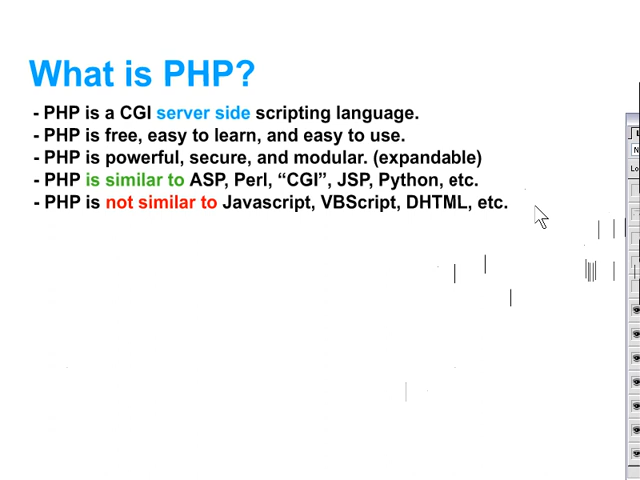 What is PHP?
- PHP is a CGI server side scripting language.
- PHP is free, easy to learn, and easy to use.
- PHP is powerful, secure, and modular. (expandable)
- PHP is similar to ASP, Perl, “CGI”, JSP, Python, etc.
- PHP is not similar to Javascript, VBScript, DHTML, etc.